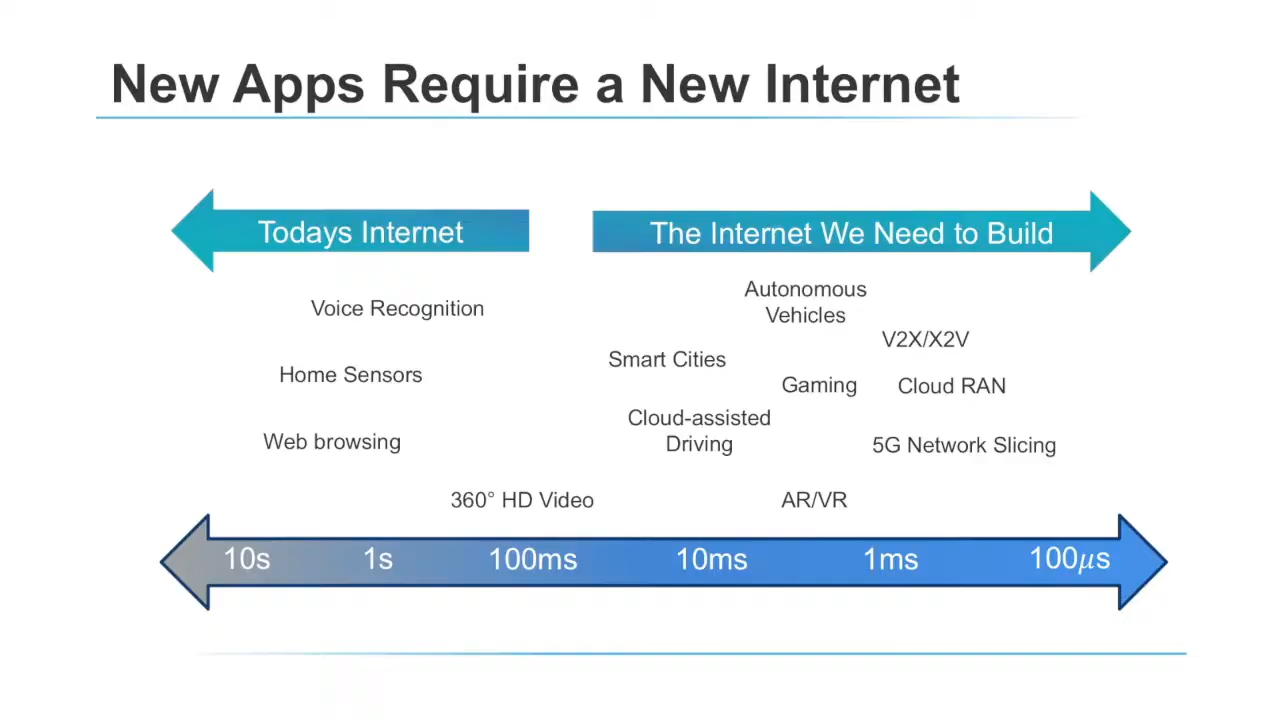 New Apps Require a New Internet
Todays Internet
The Internet We Need to Build
Voice Recognition
Autonomous
Vehicles
V2X/X2V
Smart Cities
Home Sensors
Gaming
Cloud RAN
Cloud-assisted
Driving
Web browsing
5G Network Slicing
360° HD Video
AR/VR
10s
1s
100ms
10ms
1ms
100μs